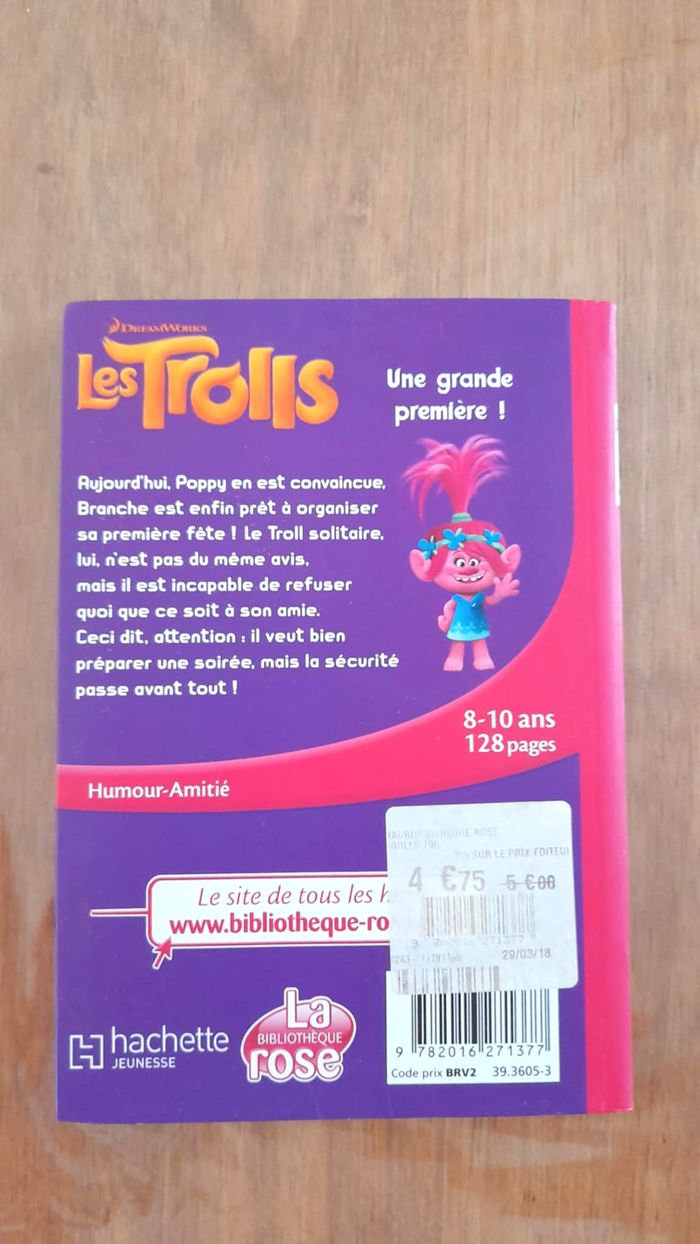 DREAMWORKS
Les Trolls
Une grande
première !
Aujourd'hui, Poppy en est convaincue,
Branche est enfin prêt à organiser
sa première fête ! Le Troll solitaire,
lui, n'est pas du même avis,
mais il est incapable de refuser
quoi que ce soit à son amie.
Ceci dit, attention : il veut bien
préparer une soirée, mais la sécurité
passe avant tout !
8-10 ans
128 pages
Humour-Amitié
SUR LE PRIX EDITEU
4 €75 5 €00
271377
29/03/18
Le site de tous les h
www.bibliotheque-ro
hachette
JEUNESSE
La
BIBLIOTHÈQUE
rose
9 782016 271377
Code prix BRV2 39.3605-3